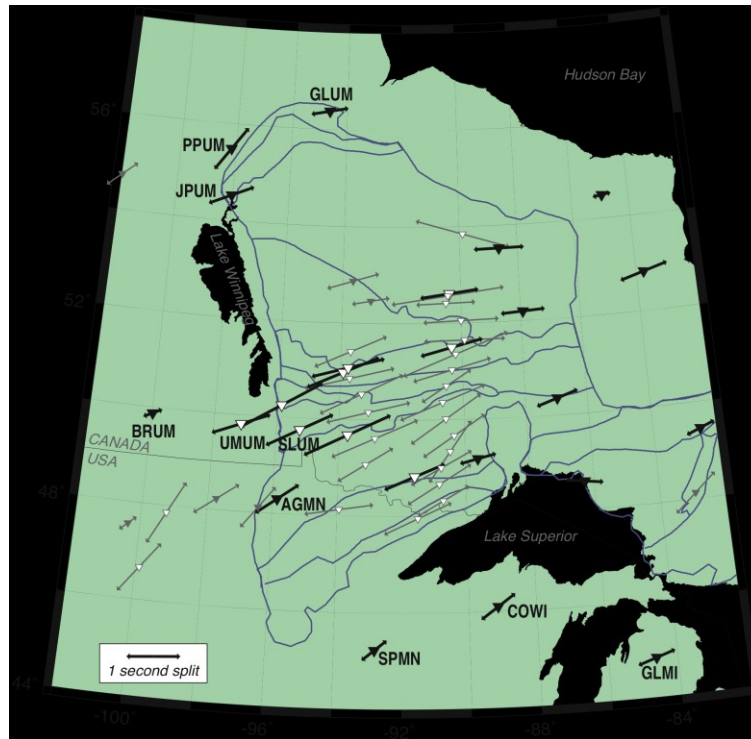 Hudson Bay
GLUM
56°
PPUM
JPUM
Lake Winnipeg
52°
BRUM
UMUM
SLUM
CANADA
USA
48°
AGMN
Lake Superior
COWI
SPMN
GLMI
1 second split
44°
-100°
-96°
-92°
-88°
-84°